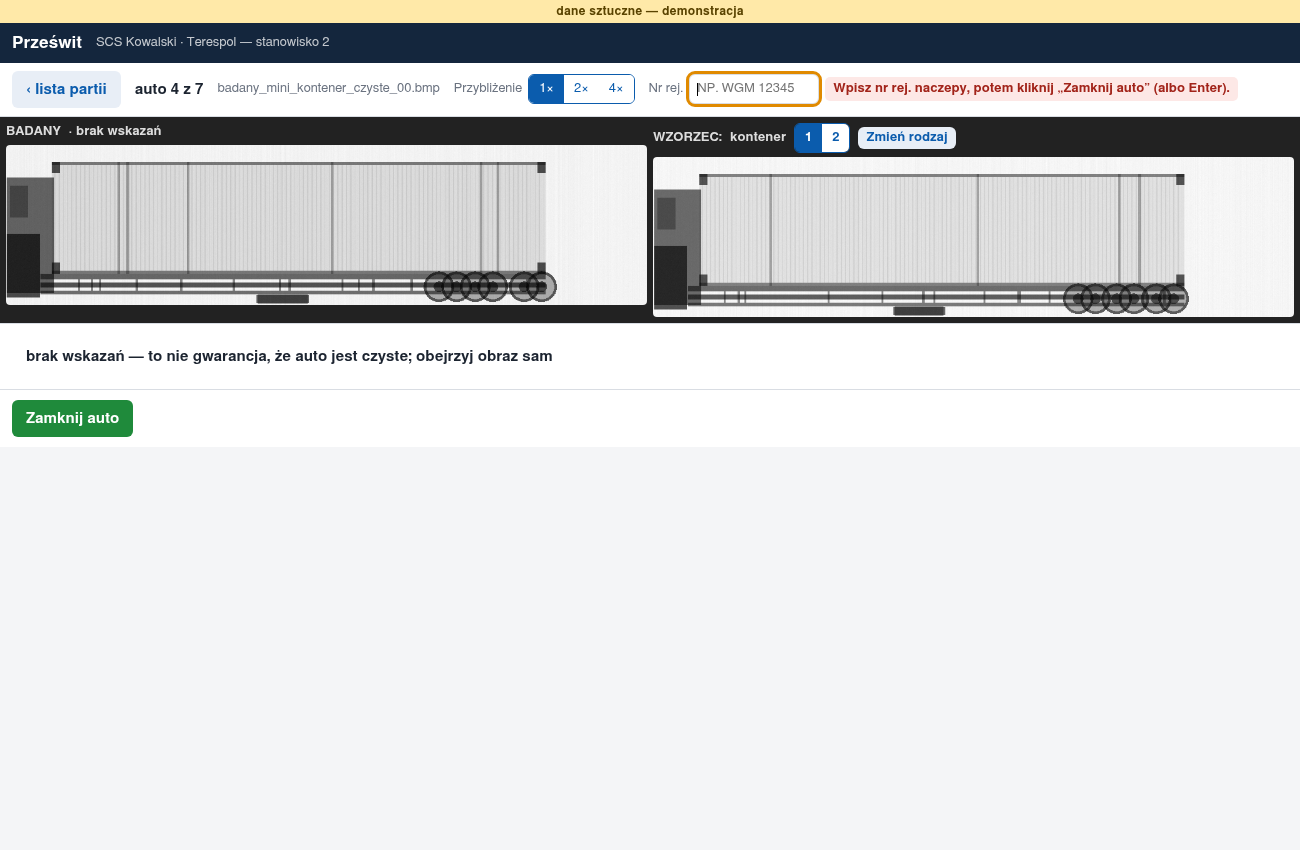 dane sztuczne — demonstracja
Prześwit SCS Kowalski · Terespol — stanowisko 2
‹ lista partii auto 4 z 7 badany_mini_kontener_czyste_00.bmp Przybliżenie 1× 2× 4× Nr rej. NP. WGM 12345 Wpisz nr rej. naczepy, potem kliknij „Zamknij auto” (albo Enter).
BADANY · brak wskazań
WZORZEC: kontener 1 2 Zmień rodzaj
brak wskazań — to nie gwarancja, że auto jest czyste; obejrzyj obraz sam
Zamknij auto